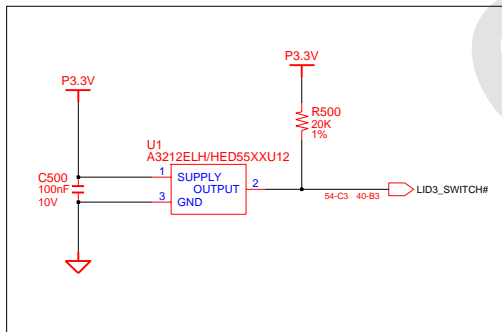 P3.3V
P3.3V
R500
20K
1%
U1
A3212ELH/HED55XXU12
C500
100nF
10V
1
SUPPLY
OUTPUT
2
3
GND
54-C3 40-B3
LID3_SWITCH#